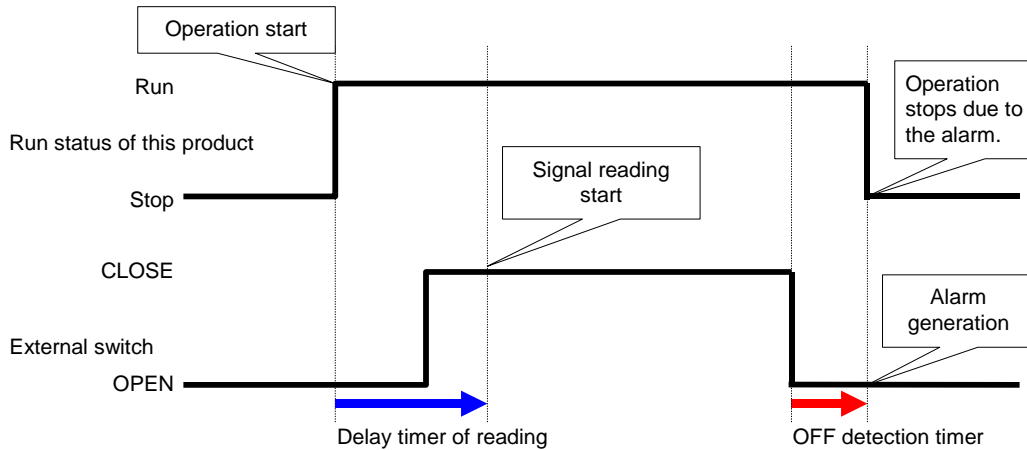 Operation start
Run
Operation
stops due to
the alarm.
Run status of this product
Signal reading
start
Stop
CLOSE
Alarm
generation
External switch
OPEN
Delay timer of reading
OFF detection timer